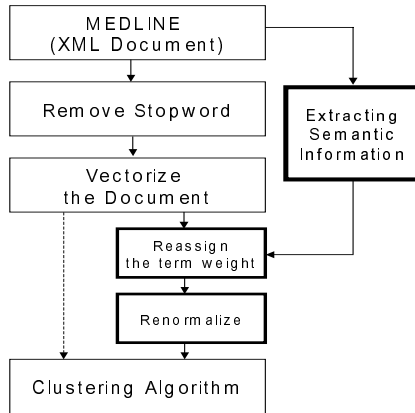 MEDLINE
(XML Document)
Remove Stopword
Extracting
Semantic
Information
Vectorize
the Document
Reassign
the term weight
Renormalize
Clustering Algorithm